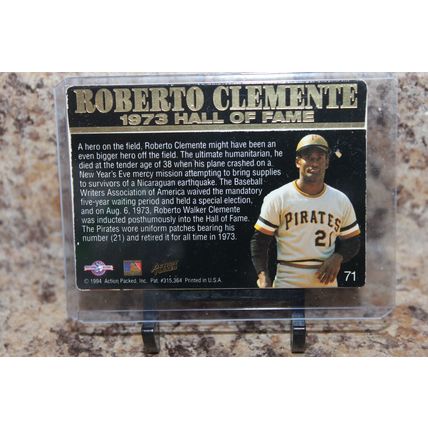 ROBERTO CLEMENTE
1973 HALL OF FAME
A hero on the field, Roberto Clemente might have been an
even bigger hero off the field. The ultimate humanitarian, he
died at the tender age of 38 when his plane crashed on a
New Year's Eve mercy mission attempting to bring supplies
to survivors of a Nicaraguan earthquake. The Baseball
Writers Association of America waived the mandatory
five-year waiting period and held a special election,
and on Aug. 6, 1973, Roberto Walker Clemente
was inducted posthumously into the Hall of Fame.
The Pirates wore uniform patches bearing his
number (21) and retired it for all time in 1973.
PIRATES
21
71
© 1994 Action Packed, Inc. Pat. #315,364 Printed in U.S.A.